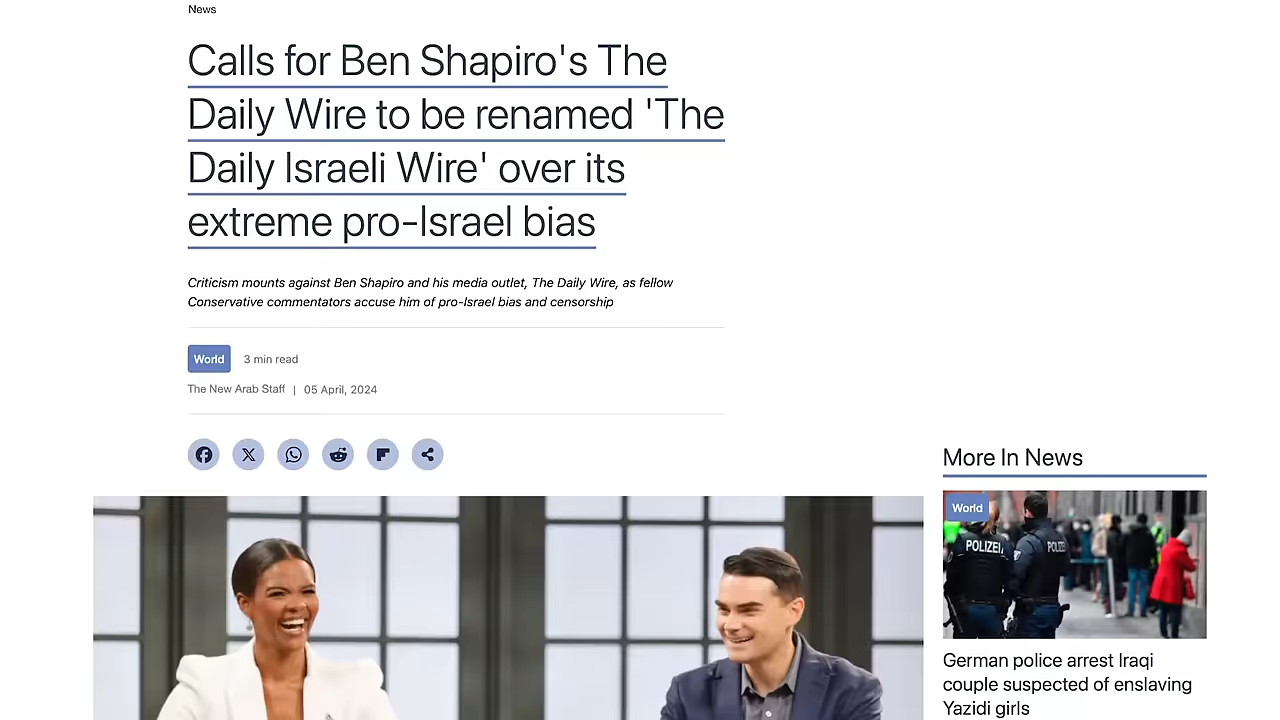 News
Calls for Ben Shapiro's The
Daily Wire to be renamed 'The
Daily Israeli Wire' over its
extreme pro-Israel bias
Criticism mounts against Ben Shapiro and his media outlet, The Daily Wire, as fellow
Conservative commentators accuse him of pro-Israel bias and censorship
World
3 min read
The New Arab Staff | 05 April, 2024
More In News
World
POLIZEI
POLIZEI
German police arrest Iraqi
couple suspected of enslaving
Yazidi girls